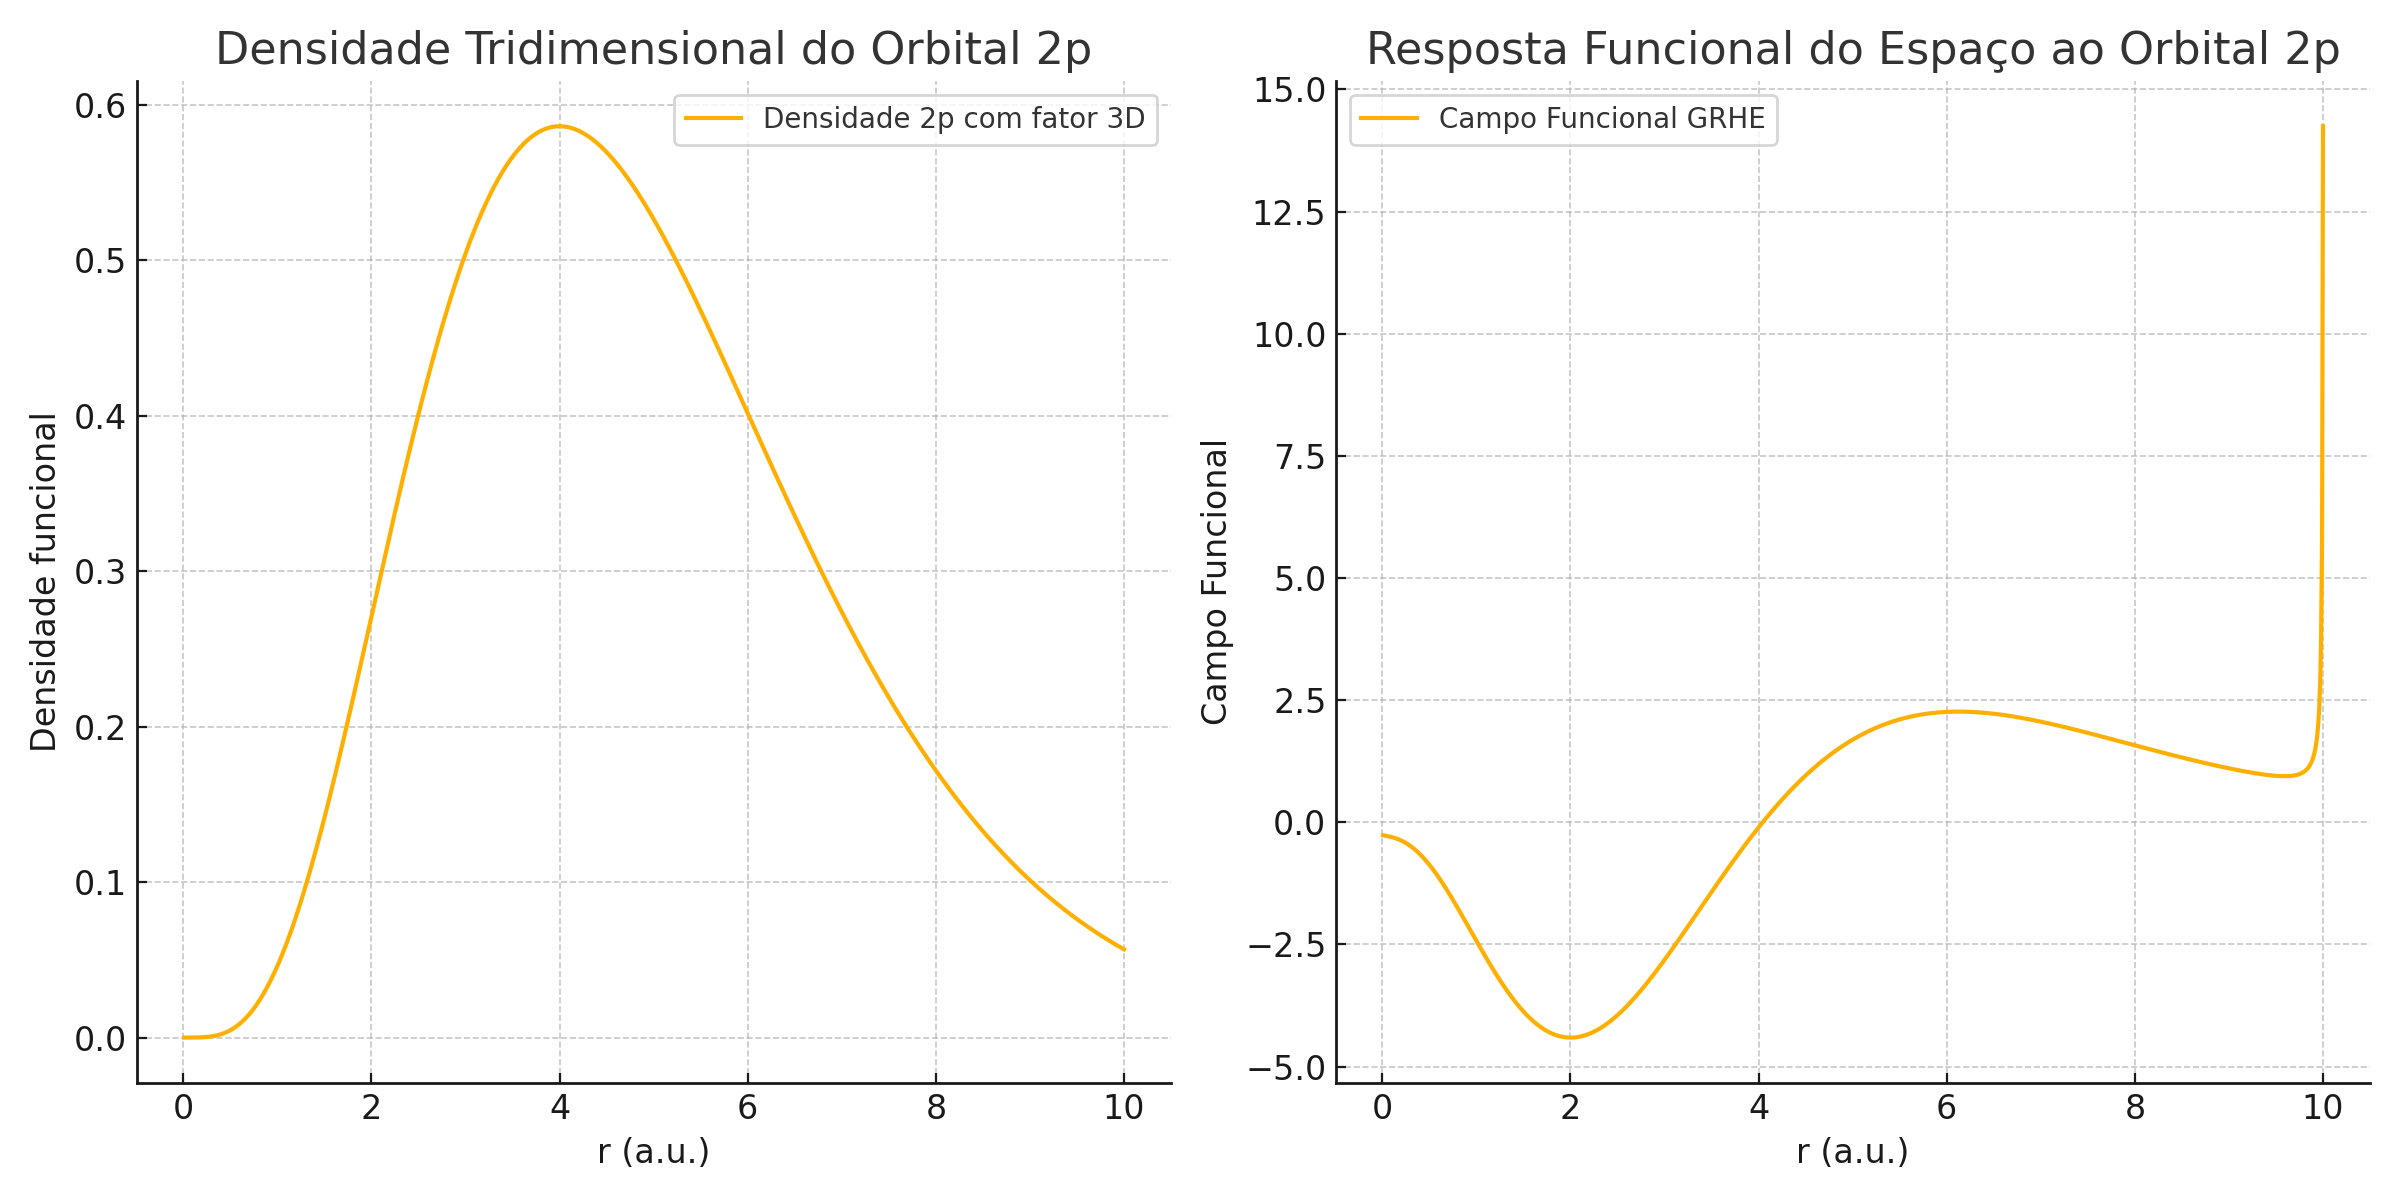 Densidade Tridimensional do Orbital 2p
Densidade 2p com fator 3D
Densidade funcional
0.6
0.5
0.4
0.3
0.2
0.1
0.0
0 2 4 6 8 10
r (a.u.)
Resposta Funcional do Espaço ao Orbital 2p
Campo Funcional GRHE
Campo Funcional
15.0
12.5
10.0
7.5
5.0
2.5
0.0
−2.5
−5.0
0 2 4 6 8 10
r (a.u.)